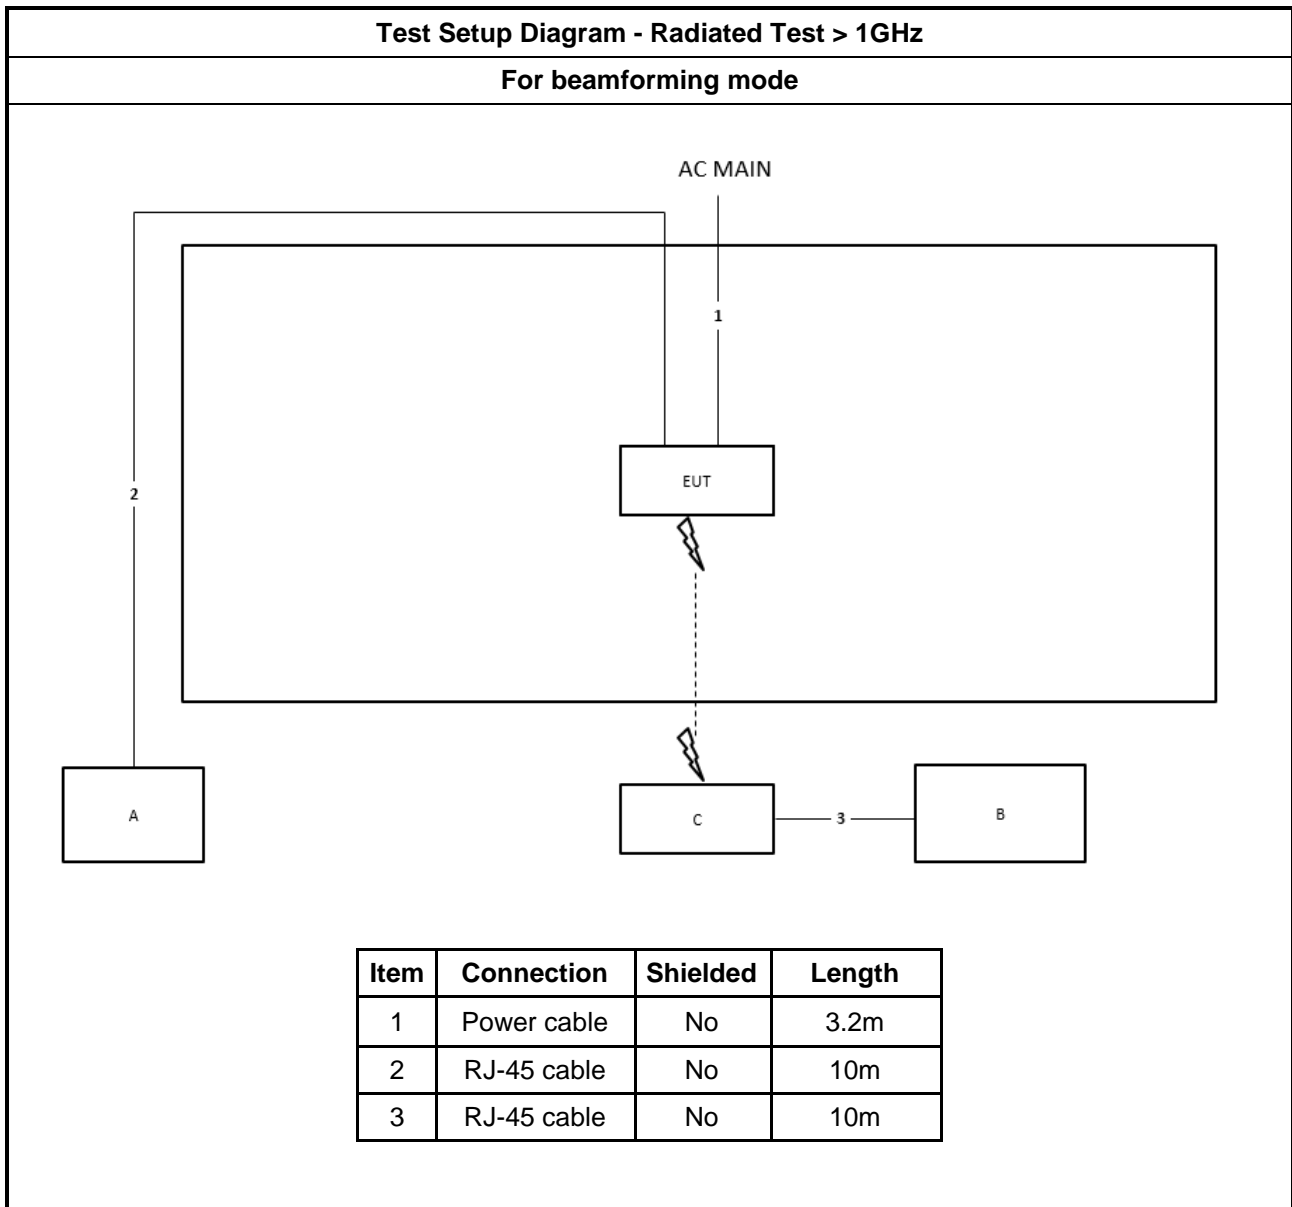 Test Setup Diagram - Radiated Test > 1GHz
For beamforming mode
AC MAIN
1
2
EUT
A
C
3
B
Item Connection Shielded Length
1 Power cable No 3.2m
2 RJ-45 cable No 10m
3 RJ-45 cable No 10m